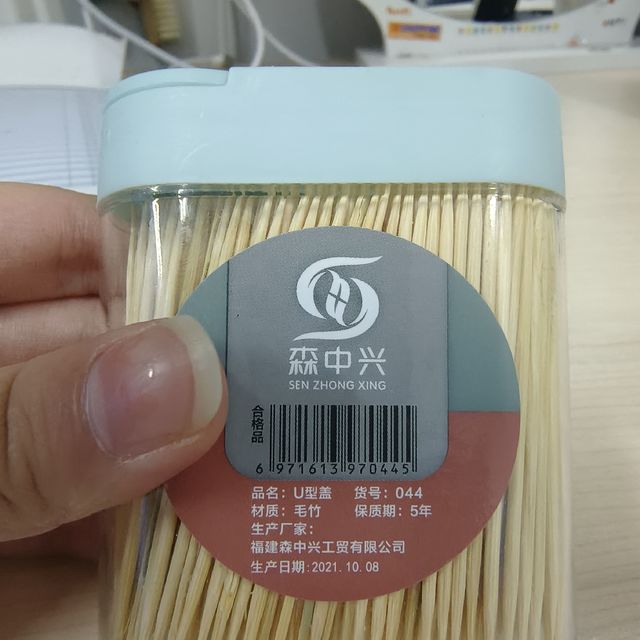 森中兴
SEN ZHONG XING
合格品
6 971613 970445
品名：U型盖 货号：044
材质：毛竹 保质期：5年
生产厂家：
福建森中兴工贸有限公司
生产日期:2021.10.08